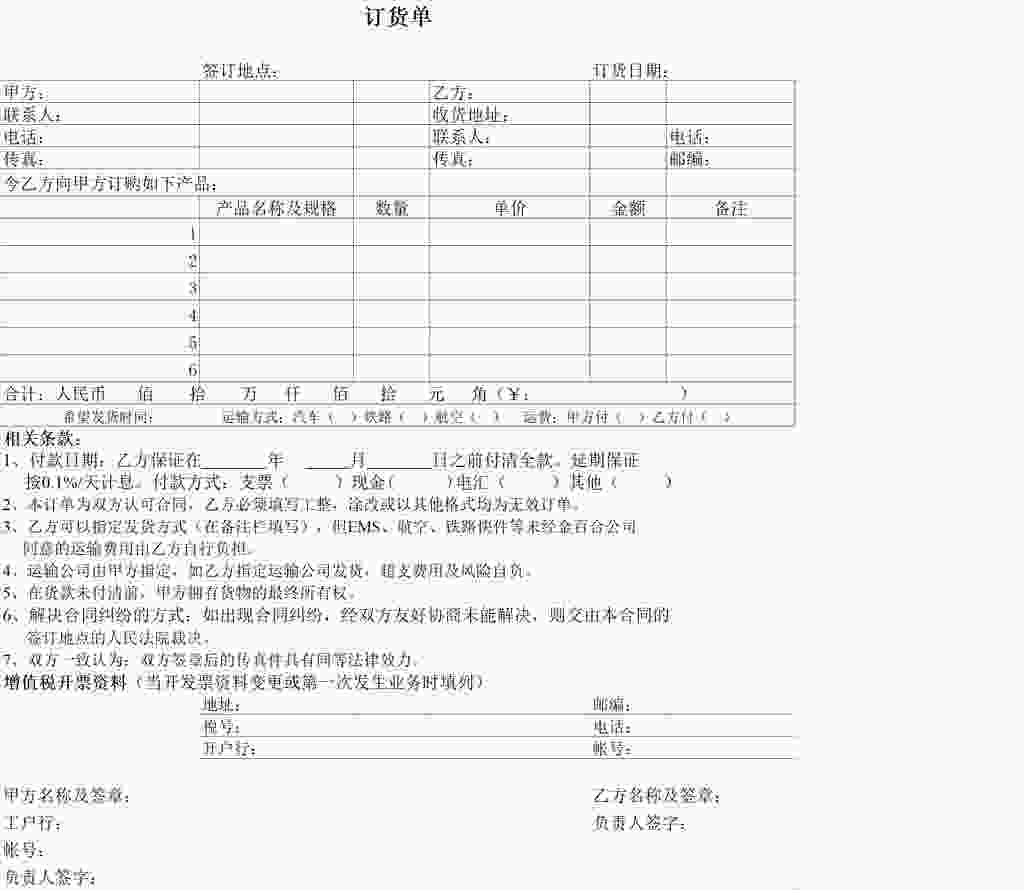 订货单
签订地点： 订货日期：
甲方： 乙方：
联系人： 收货地址：
电话： 联系人： 电话：
传真： 传真： 邮编：
今乙方向甲方订购如下产品：
产品名称及规格 数量 单价 金额 备注
1
2
3
4
5
6
合计：人民币 佰 拾 万 仟 佰 拾 元 角（￥： ）
希望发货时间： 运输方式：汽车（ ）铁路（ ）航空（ ） 运费：甲方付（ ）乙方付（ ）
相关条款：
1、付款日期：乙方保证在_______年 _____月_______日之前付清全款。延期保证
按0.1%/天计息。付款方式：支票（ ）现金（ ）电汇（ ）其他（ ）
2、本订单为双方认可合同，乙方必须填写工整，涂改或以其他格式均为无效订单。
3、乙方可以指定发货方式（在备注栏填写），但EMS、航空、铁路快件等未经金百合公司
同意的运输费用由乙方自行负担。
4、运输公司由甲方指定，如乙方指定运输公司发货，超支费用及风险自负。
5、在货款未付清前，甲方拥有货物的最终所有权。
6、解决合同纠纷的方式：如出现合同纠纷，经双方友好协商未能解决，则交由本合同的
签订地点的人民法院裁决。
7、双方一致认为：双方签章后的传真件具有同等法律效力。
增值税开票资料（当开发票资料变更或第一次发生业务时填列）
地址： 邮编：
税号： 电话：
开户行： 帐号：
甲方名称及签章： 乙方名称及签章：
工户行： 负责人签字：
帐号：
负责人签字：